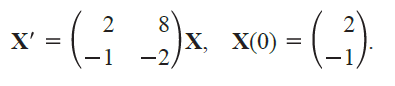 X′ = ( 2 8
−1 −2 ) X, X(0) = ( 2
−1 ).